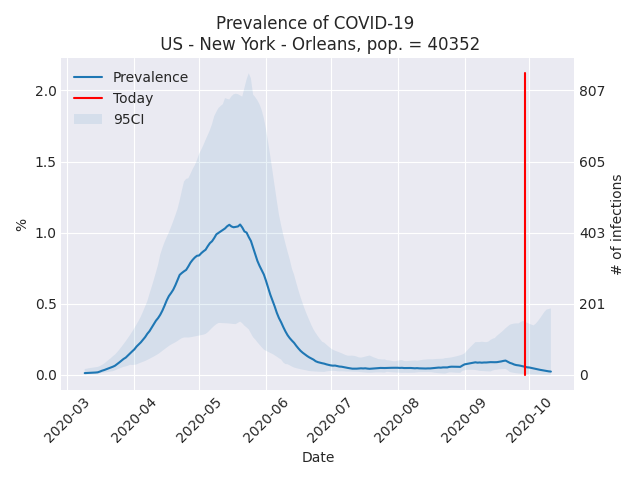 Prevalence of COVID-19
US - New York - Orleans, pop. = 40352
Prevalence
Today
95CI
%
2.0
1.5
1.0
0.5
0.0
807
605
403
201
0
# of infections
2020-03
2020-04
2020-05
2020-06
2020-07
2020-08
2020-09
2020-10
Date